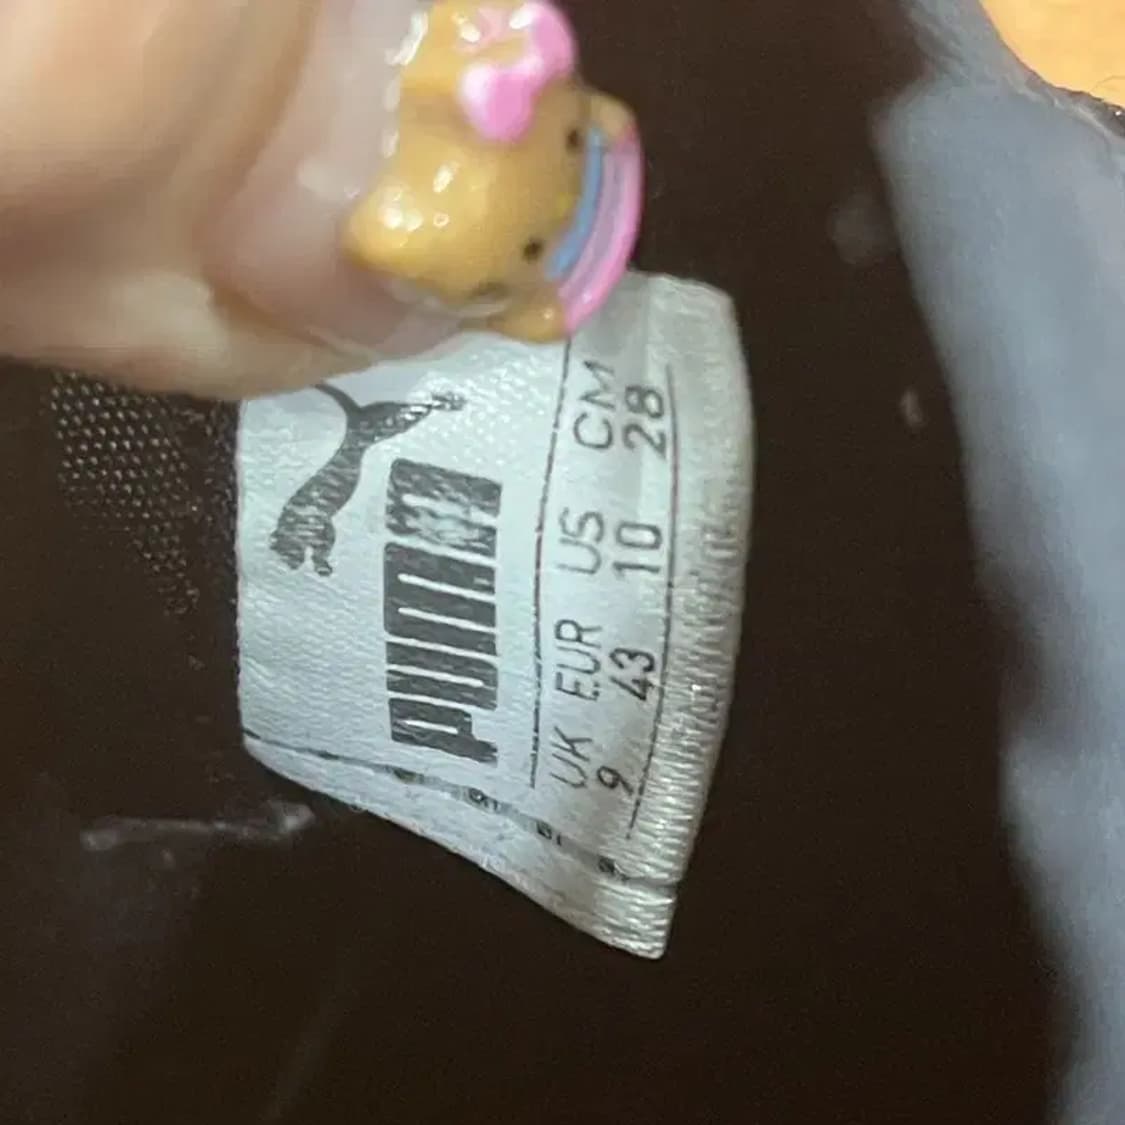 PUMA
UK EUR US CM
9 43 10 28